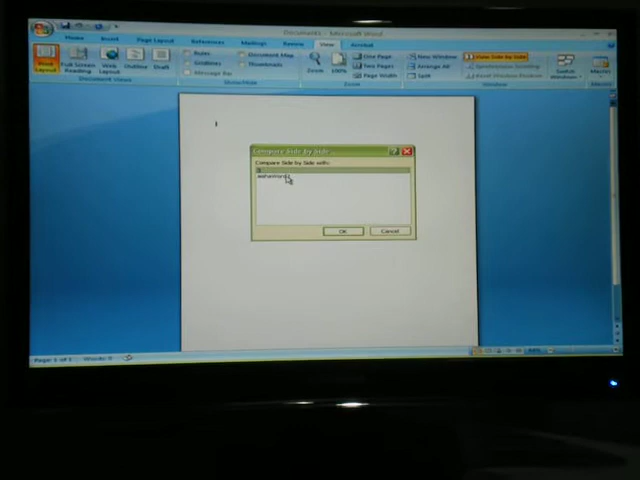 Document1 - Microsoft Word
Home Insert Page Layout References Mailings Review View Acrobat
Print Layout
Full Screen Reading
Web Layout
Outline
Draft
Document Views
Ruler
Gridlines
Message Bar
Document Map
Thumbnails
Show/Hide
Zoom
100%
One Page
Two Pages
Page Width
Zoom
New Window
Arrange All
Split
View Side by Side
Synchronous Scrolling
Reset Window Position
Window
Switch Windows
Macros
Macros
Compare Side by Side
Compare Side by Side with:
OK Cancel
Page: 1 of 1 Words: 0